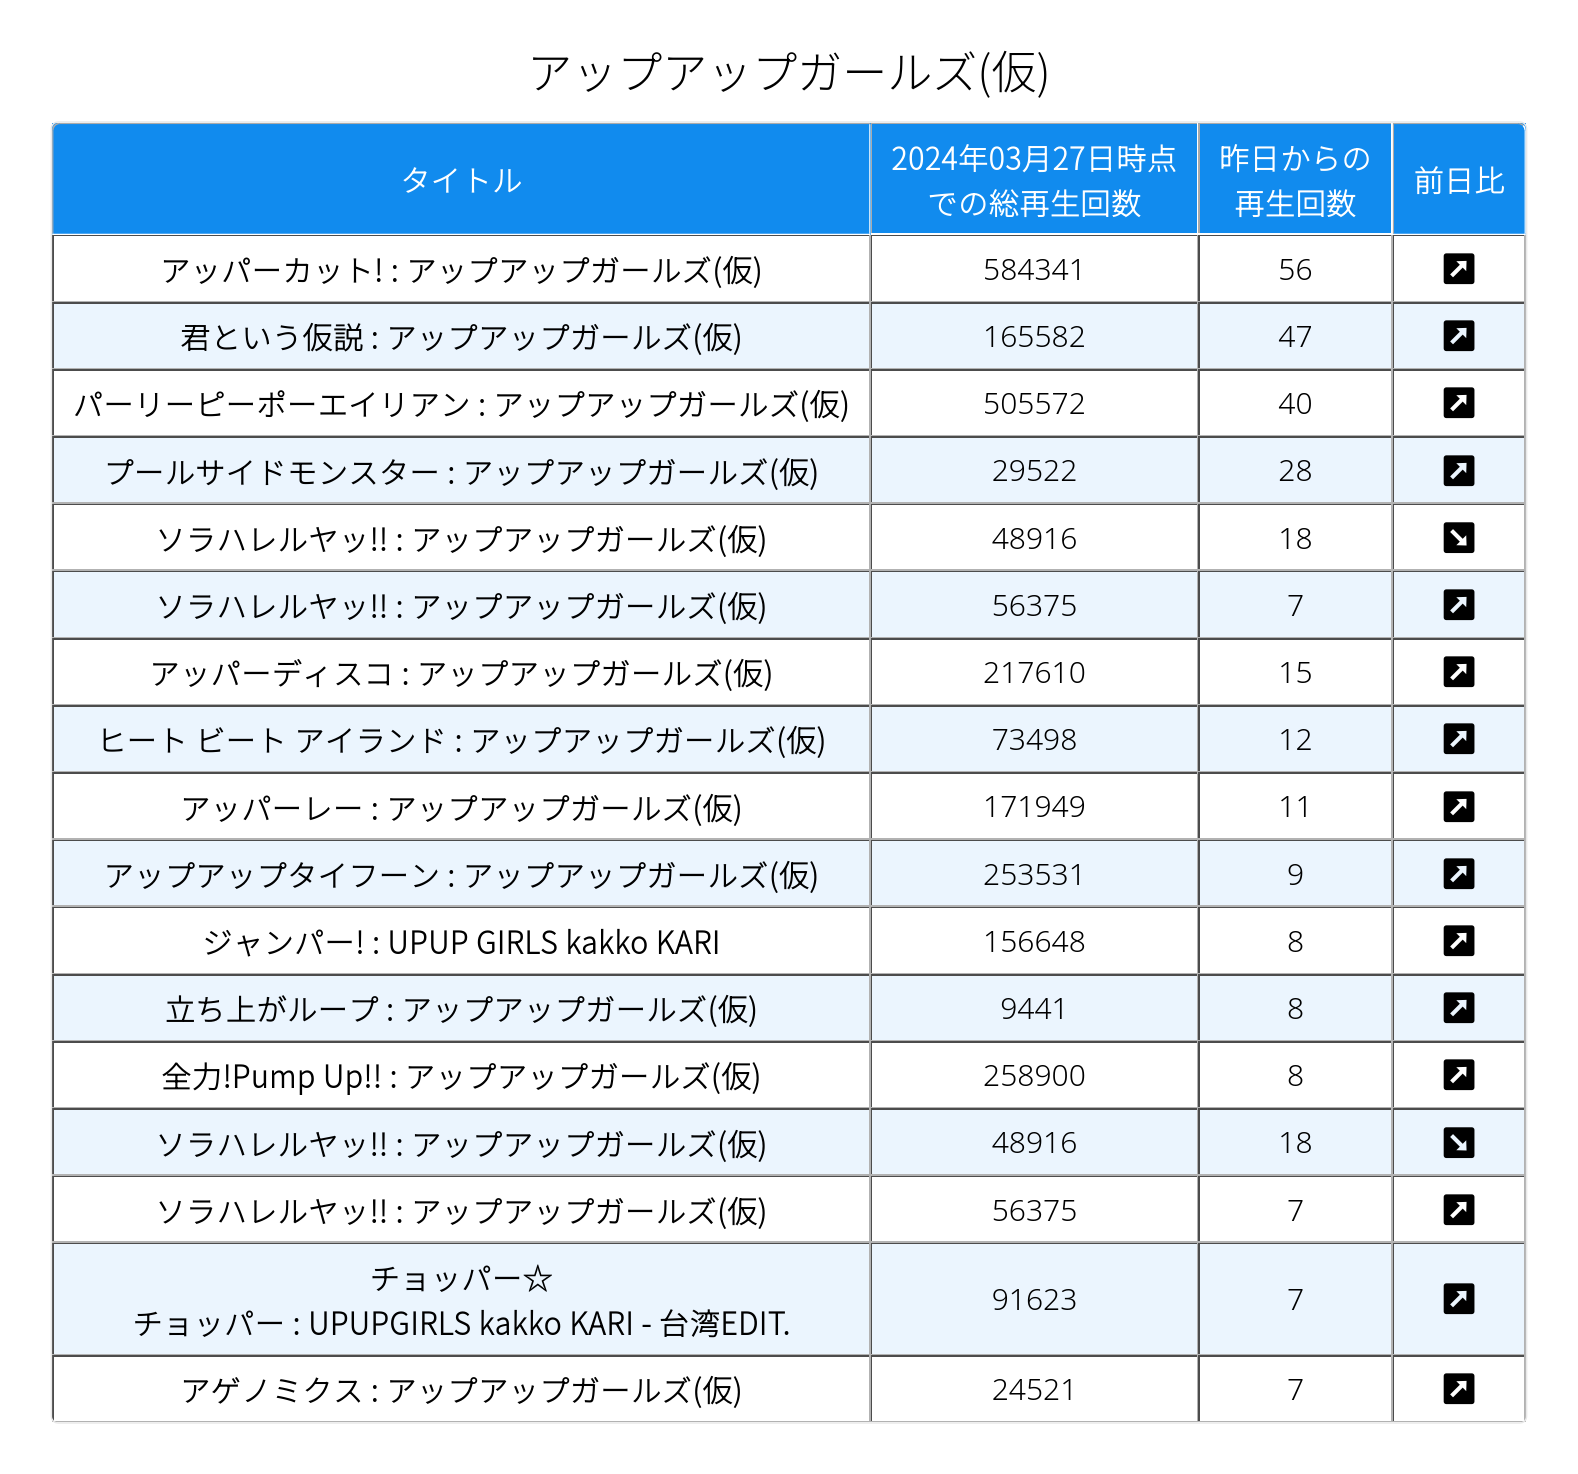 アップアップガールズ(仮)
タイトル
2024年03月27日時点
での総再生回数
昨日からの
再生回数
前日比
アッパーカット! : アップアップガールズ(仮) 584341 56
君という仮説 : アップアップガールズ(仮) 165582 47
パーリーピーポーエイリアン : アップアップガールズ(仮) 505572 40
プールサイドモンスター : アップアップガールズ(仮) 29522 28
ソラハレルヤッ!! : アップアップガールズ(仮) 48916 18
ソラハレルヤッ!! : アップアップガールズ(仮) 56375 7
アッパーディスコ : アップアップガールズ(仮) 217610 15
ヒート ビート アイランド : アップアップガールズ(仮) 73498 12
アッパーレー : アップアップガールズ(仮) 171949 11
アップアップタイフーン : アップアップガールズ(仮) 253531 9
ジャンパー! : UPUP GIRLS kakko KARI 156648 8
立ち上がループ : アップアップガールズ(仮) 9441 8
全力!Pump Up!! : アップアップガールズ(仮) 258900 8
ソラハレルヤッ!! : アップアップガールズ(仮) 48916 18
ソラハレルヤッ!! : アップアップガールズ(仮) 56375 7
チョッパー☆
チョッパー : UPUPGIRLS kakko KARI - 台湾EDIT. 91623 7
アゲノミクス : アップアップガールズ(仮) 24521 7